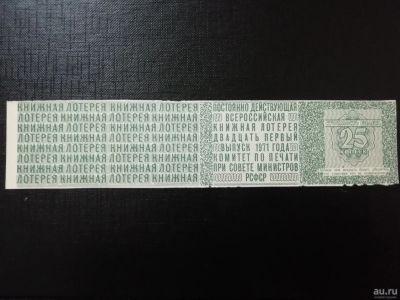 КНИЖНАЯ ЛОТЕРЕЯ КНИЖНАЯ ЛОТЕРЕЯ
ЛОТЕРЕЯ КНИЖНАЯ ЛОТЕРЕЯ КНИЖНАЯ
КНИЖНАЯ ЛОТЕРЕЯ КНИЖНАЯ ЛОТЕРЕЯ
ЛОТЕРЕЯ КНИЖНАЯ ЛОТЕРЕЯ КНИЖНАЯ
КНИЖНАЯ ЛОТЕРЕЯ КНИЖНАЯ ЛОТЕРЕЯ
ЛОТЕРЕЯ КНИЖНАЯ ЛОТЕРЕЯ КНИЖНАЯ
КНИЖНАЯ ЛОТЕРЕЯ КНИЖНАЯ ЛОТЕРЕЯ
ЛОТЕРЕЯ КНИЖНАЯ ЛОТЕРЕЯ КНИЖНАЯ
ПОСТОЯННО ДЕЙСТВУЮЩАЯ
ВСЕРОССИЙСКАЯ
КНИЖНАЯ ЛОТЕРЕЯ
ДВАДЦАТЬ ПЕРВЫЙ
ВЫПУСК 1971 ГОДА
КОМИТЕТ ПО ПЕЧАТИ
ПРИ СОВЕТЕ МИНИСТРОВ
РСФСР
25
au.ru